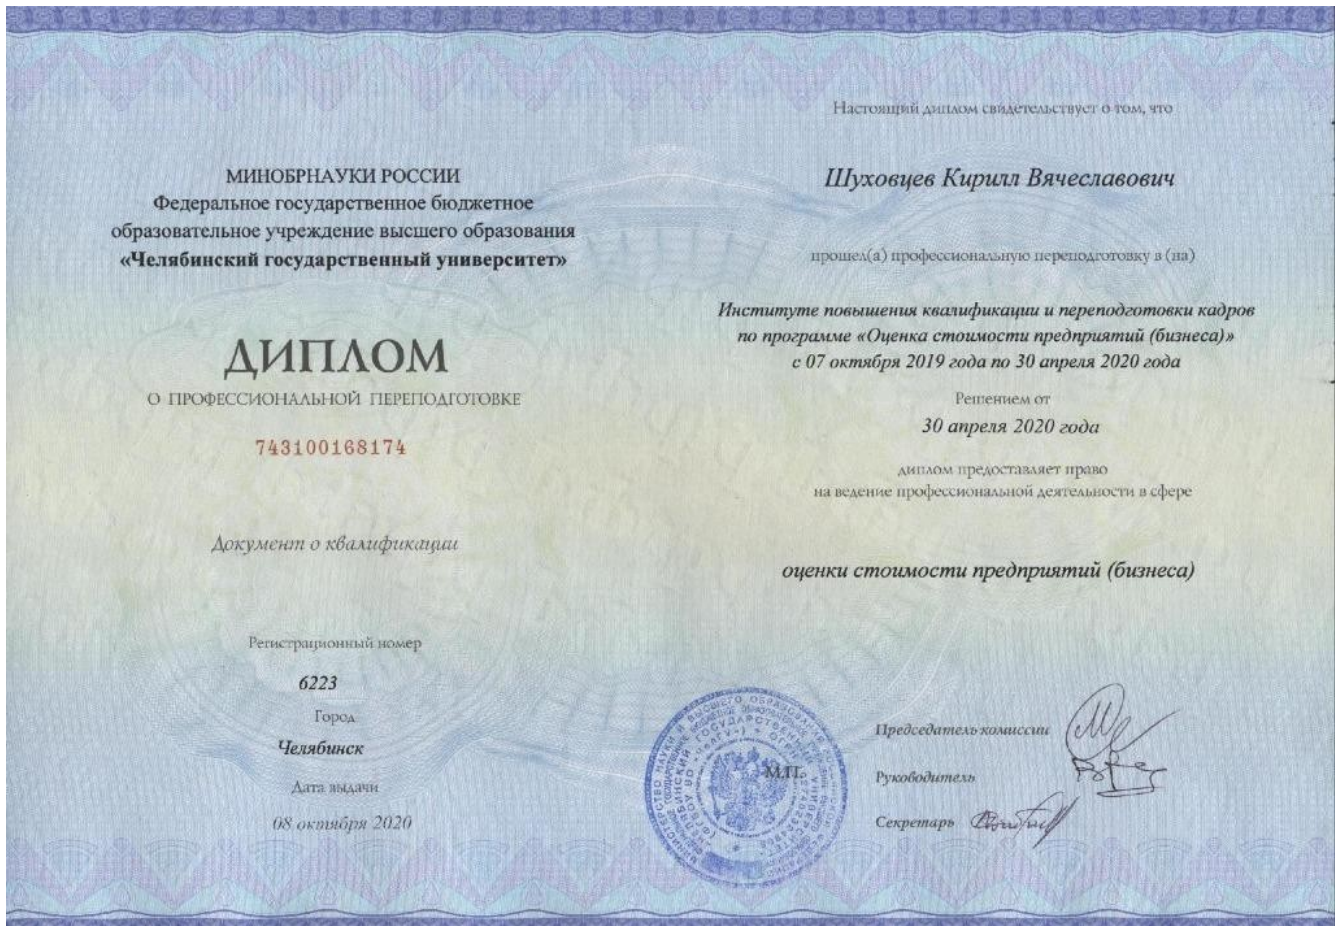 МИНОБРНАУКИ РОССИИ
Федеральное государственное бюджетное
образовательное учреждение высшего образования
«Челябинский государственный университет»
ДИПЛОМ
О ПРОФЕССИОНАЛЬНОЙ ПЕРЕПОДГОТОВКЕ
743100168174
Документ о квалификации
Регистрационный номер
6223
Город
Челябинск
Дата выдачи
08 октября 2020
Настоящий диплом свидетельствует о том, что
Шуховцев Кирилл Вячеславович
прошел(а) профессиональную переподготовку в (на)
Институте повышения квалификации и переподготовки кадров
по программе «Оценка стоимости предприятий (бизнеса)»
с 07 октября 2019 года по 30 апреля 2020 года
Решением от
30 апреля 2020 года
диплом предоставляет право
на ведение профессиональной деятельности в сфере
оценки стоимости предприятий (бизнеса)
М.П.
Председатель комиссии
Руководитель
Секретарь